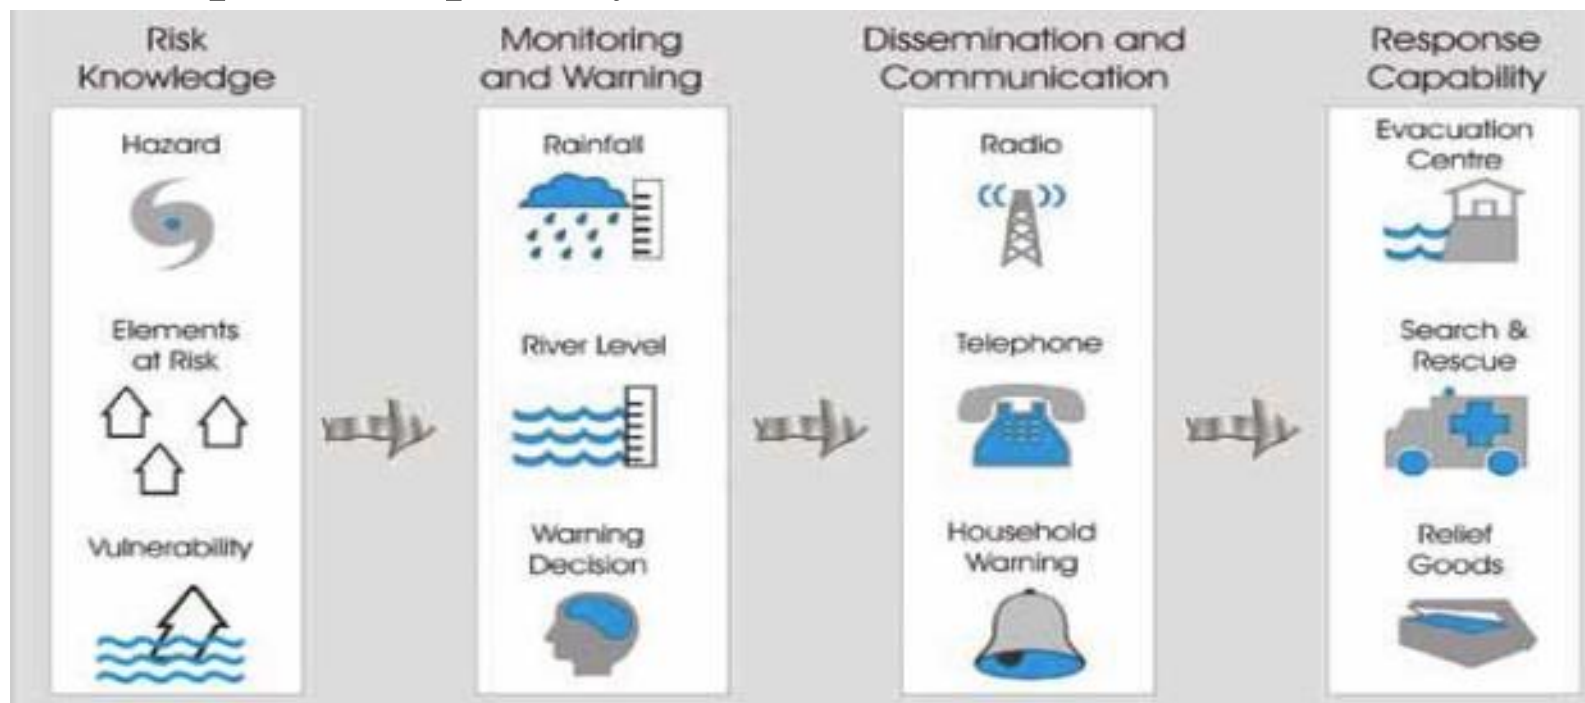 Risk
Knowledge
Hazard
Elements
at Risk
Vulnerability
Monitoring
and Warning
Rainfall
River Level
Warning
Decision
Dissemination and
Communication
Radio
Telephone
Household
Warning
Response
Capability
Evacuation
Centre
Search &
Rescue
Relief
Goods